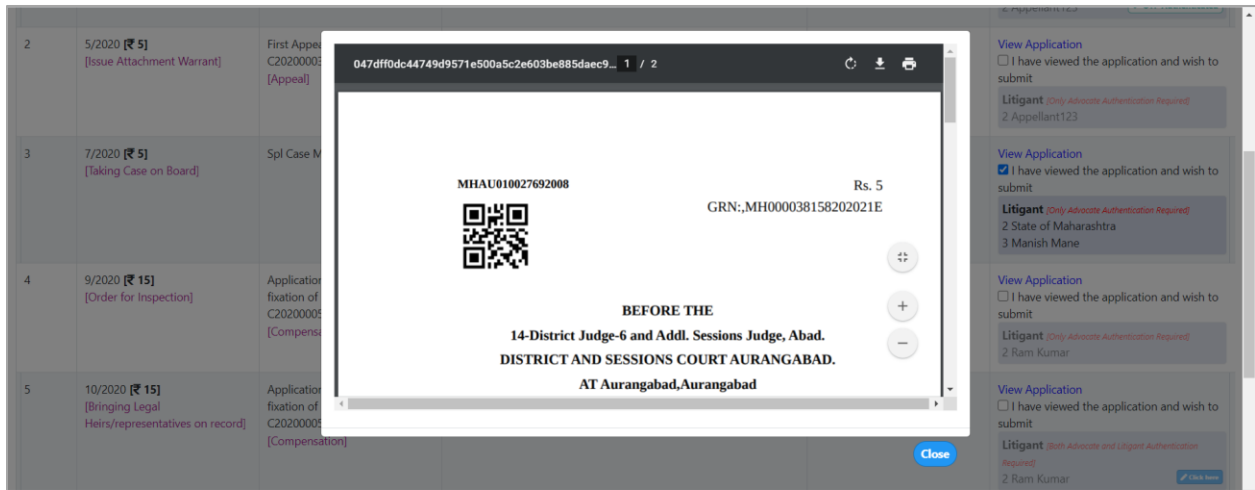 2 Appellant123
2
5/2020 [₹ 5]
[Issue Attachment Warrant]
First Appea
C20200003
[Appeal]
View Application
I have viewed the application and wish to
submit
Litigant [Only Advocate Authentication Required]
2 Appellant123
3
7/2020 [₹ 5]
[Taking Case on Board]
Spl Case M
View Application
I have viewed the application and wish to
submit
Litigant [Only Advocate Authentication Required]
2 State of Maharashtra
3 Manish Mane
4
9/2020 [₹ 15]
[Order for Inspection]
Application
fixation of
C20200005
[Compensa
View Application
I have viewed the application and wish to
submit
Litigant [Only Advocate Authentication Required]
2 Ram Kumar
5
10/2020 [₹ 15]
[Bringing Legal
Heirs/representatives on record]
Application
fixation of
C20200005
[Compensation]
View Application
I have viewed the application and wish to
submit
Litigant [Both Advocate and Litigant Authentication
Required]
2 Ram Kumar
Click here
047dff0dc44749d9571e500a5c2e603be885daec9... 1 / 2
MHAU010027692008
Rs. 5
GRN:,MH000038158202021E
BEFORE THE
14-District Judge-6 and Addl. Sessions Judge, Abad.
DISTRICT AND SESSIONS COURT AURANGABAD.
AT Aurangabad,Aurangabad
Close